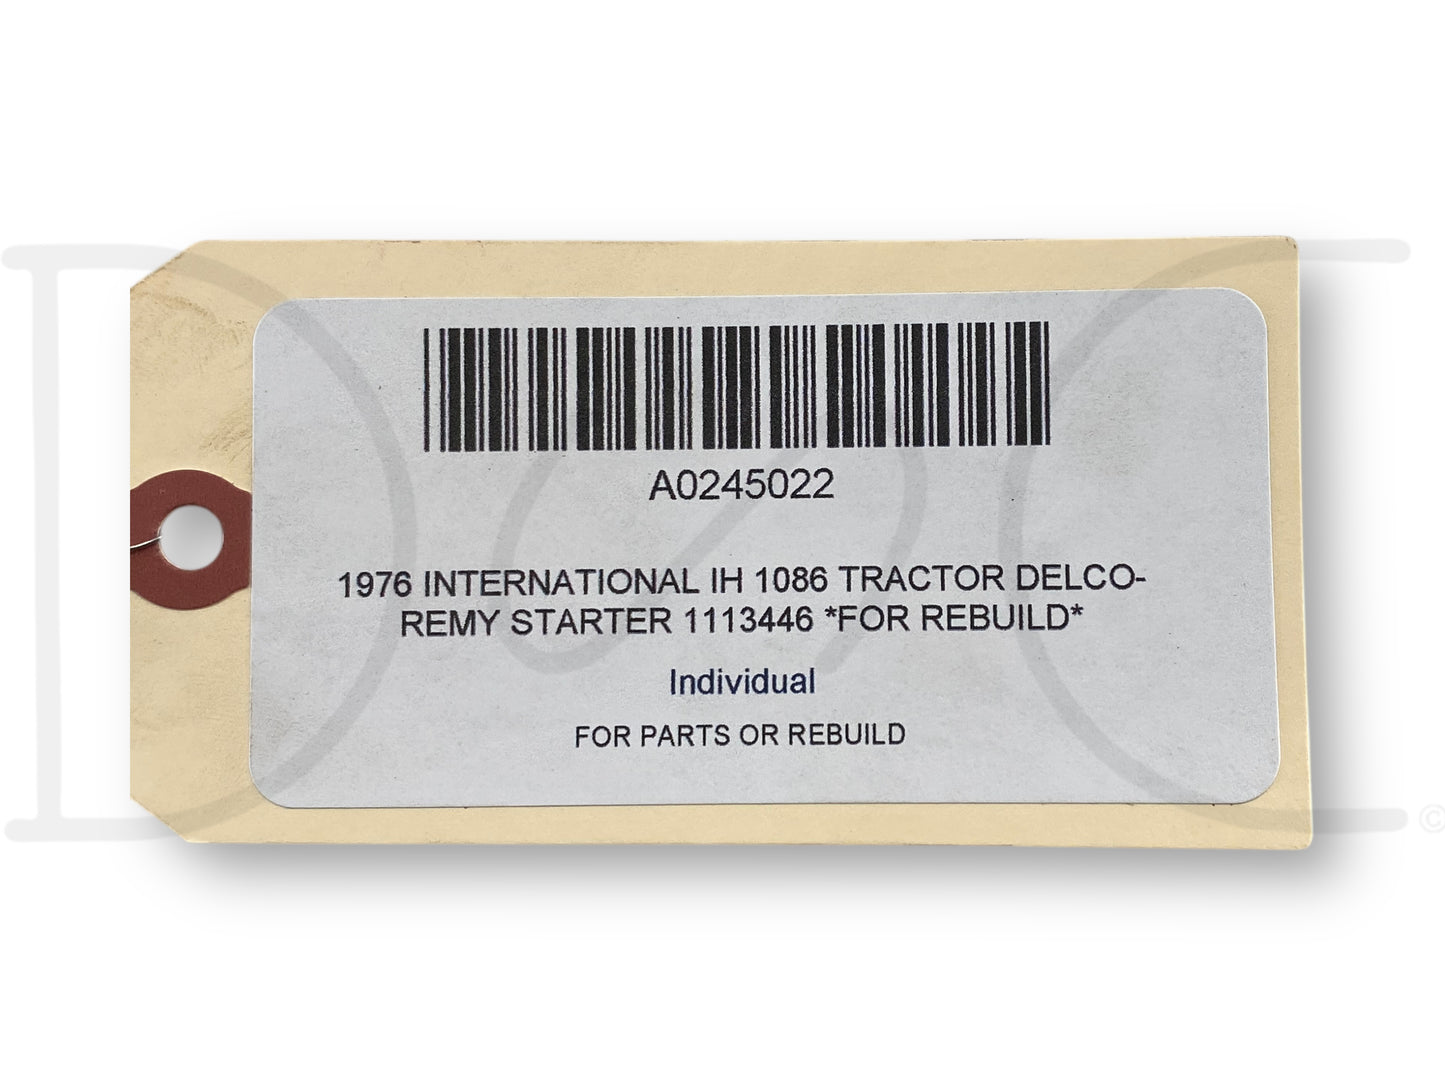 A0245022
1976 INTERNATIONAL IH 1086 TRACTOR DELCO-
REMY STARTER 1113446 *FOR REBUILD*
Individual
FOR PARTS OR REBUILD
©